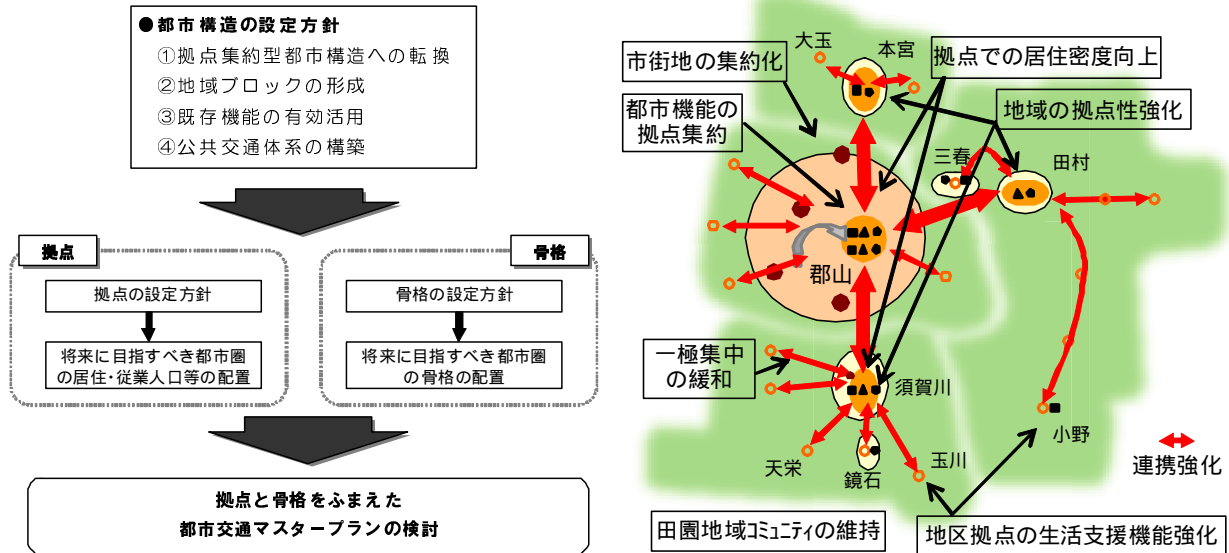 ●都市構造の設定方針
①拠点集約型都市構造への転換
②地域ブロックの形成
③既存機能の有効活用
④公共交通体系の構築
拠点
骨格
拠点の設定方針
骨格の設定方針
将来に目指すべき都市圏
の居住・従業人口等の配置
将来に目指すべき都市圏
の骨格の配置
拠点と骨格をふまえた
都市交通マスタープランの検討
大玉
本宮
市街地の集約化
拠点での居住密度向上
都市機能の
拠点集約
地域の拠点性強化
三春
田村
郡山
一極集中
の緩和
須賀川
小野
天栄
鏡石
玉川
連携強化
田園地域コミュニティの維持
地区拠点の生活支援機能強化